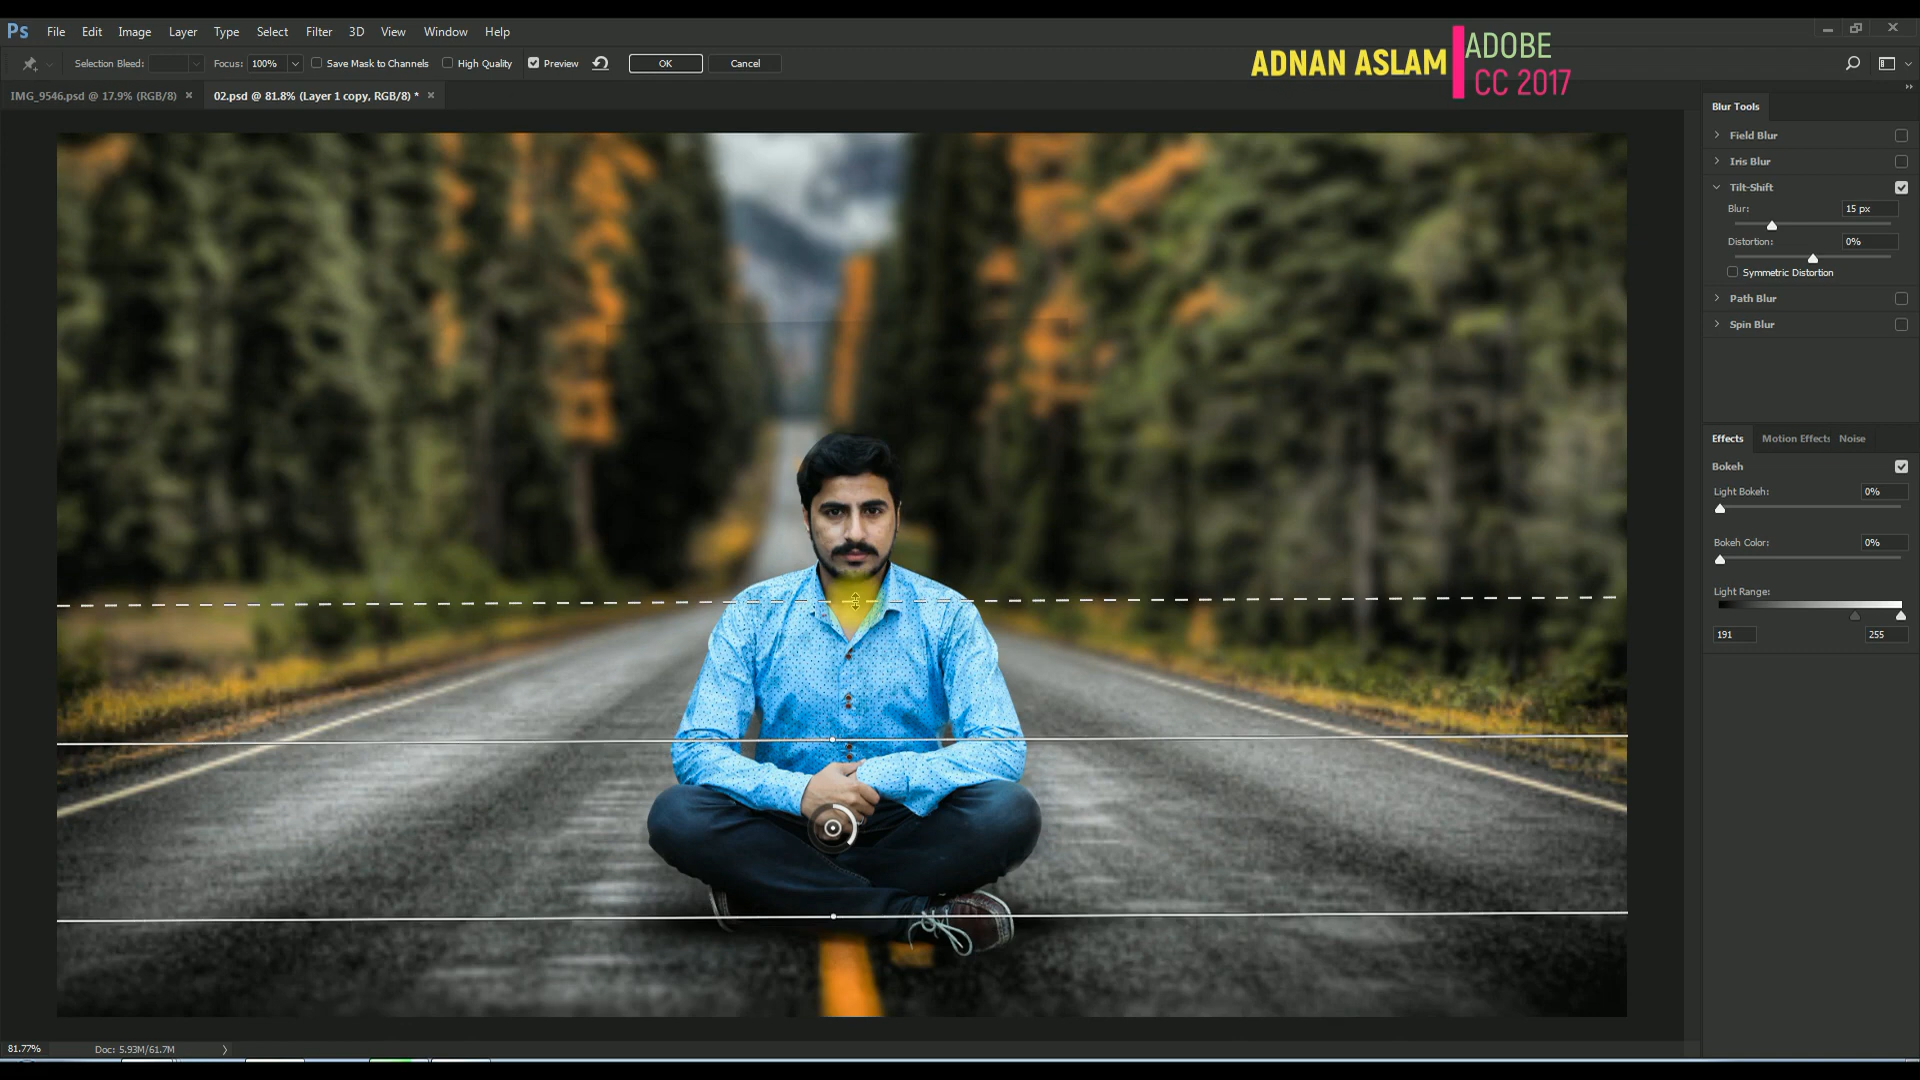 Ps File Edit Image Layer Type Select Filter 3D View Window Help
ADNAN ASLAM
ADOBE
CC 2017
Selection Bleed: Focus: 100% Save Mask to Channels High Quality Preview OK Cancel
IMG_9546.psd @ 17.9% (RGB/8) × 02.psd @ 81.8% (Layer 1 copy, RGB/8) * ×
Blur Tools
Field Blur
Iris Blur
Tilt-Shift
Blur: 15 px
Distortion: 0%
Symmetric Distortion
Path Blur
Spin Blur
Effects Motion Effects Noise
Bokeh
Light Bokeh: 0%
Bokeh Color: 0%
Light Range:
191 255
81.77% Doc: 5.93M/61.7M